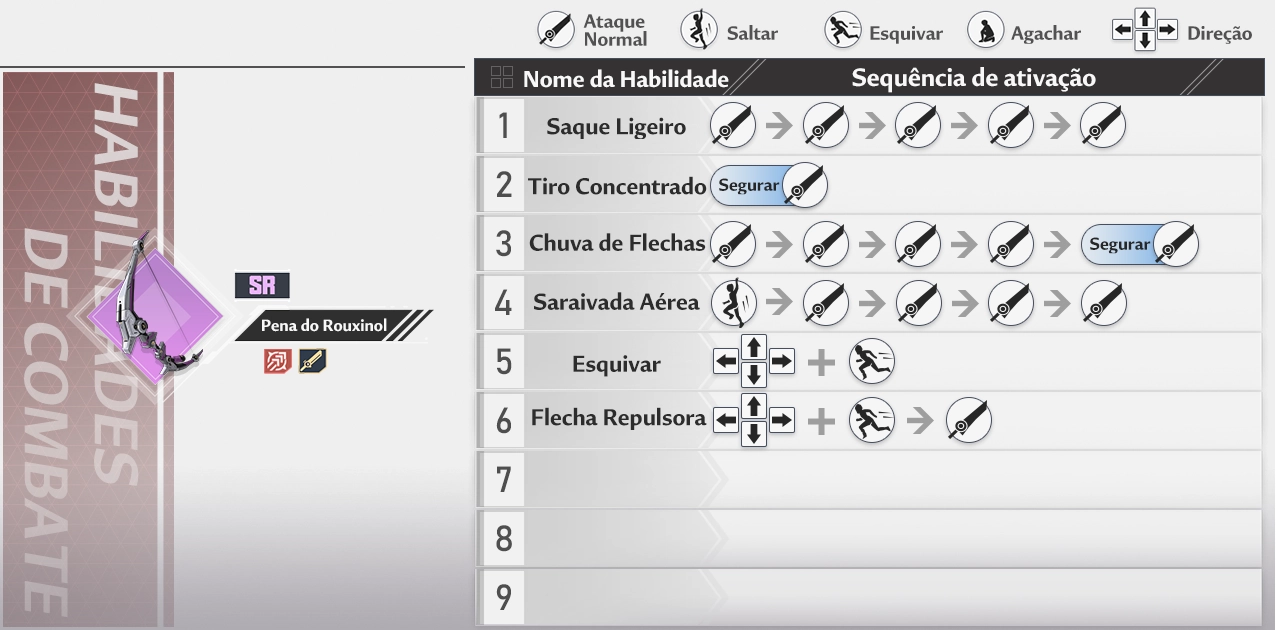 Ataque
Normal
Saltar
Esquivar
Agachar
Direção
Nome da Habilidade
Sequência de ativação
HABILIDADES
DE COMBATE
SR
Pena do Rouxinol
1 Saque Ligeiro
2 Tiro Concentrado Segurar
3 Chuva de Flechas Segurar
4 Saraivada Aérea
5 Esquivar
6 Flecha Repulsora
7
8
9